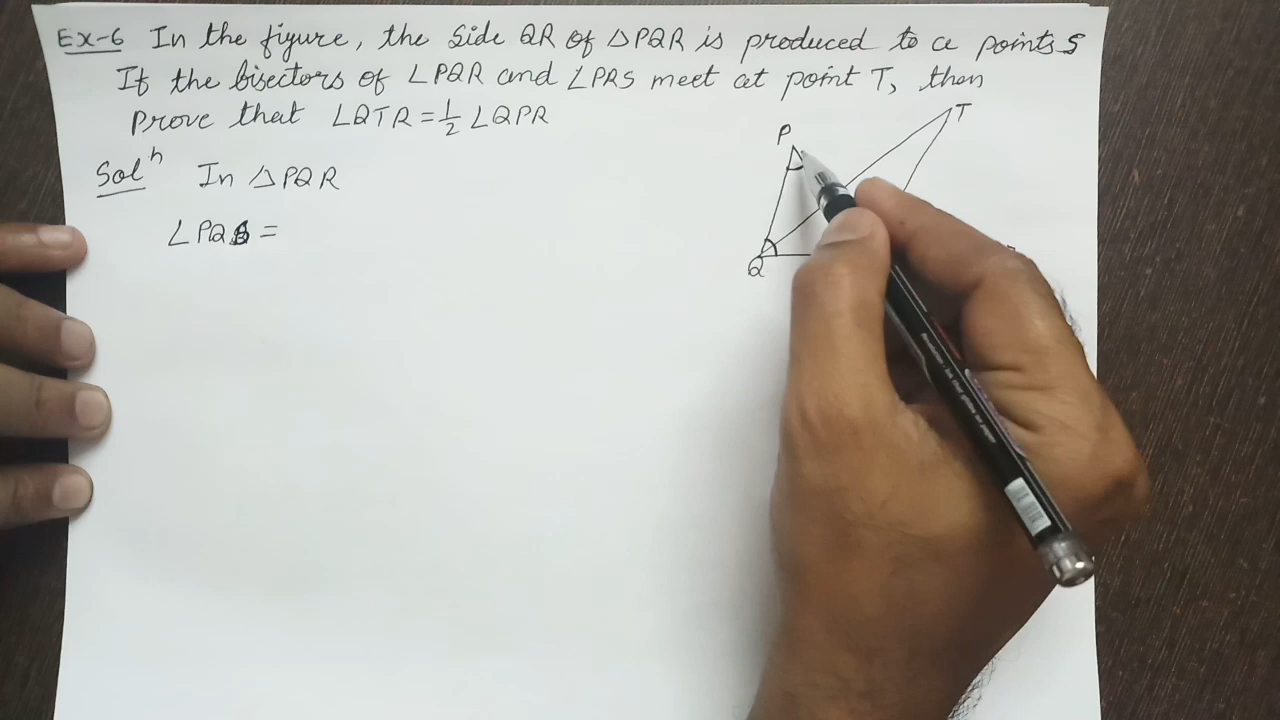 Ex-6 In the figure, the side QR of △PQR is produced to a points S
If the bisectors of ∠PQR and ∠PRS meet at point T, then
Prove that ∠QTR = 1/2 ∠QPR
Solⁿ In △PQR
∠PQ =
P
T
Q